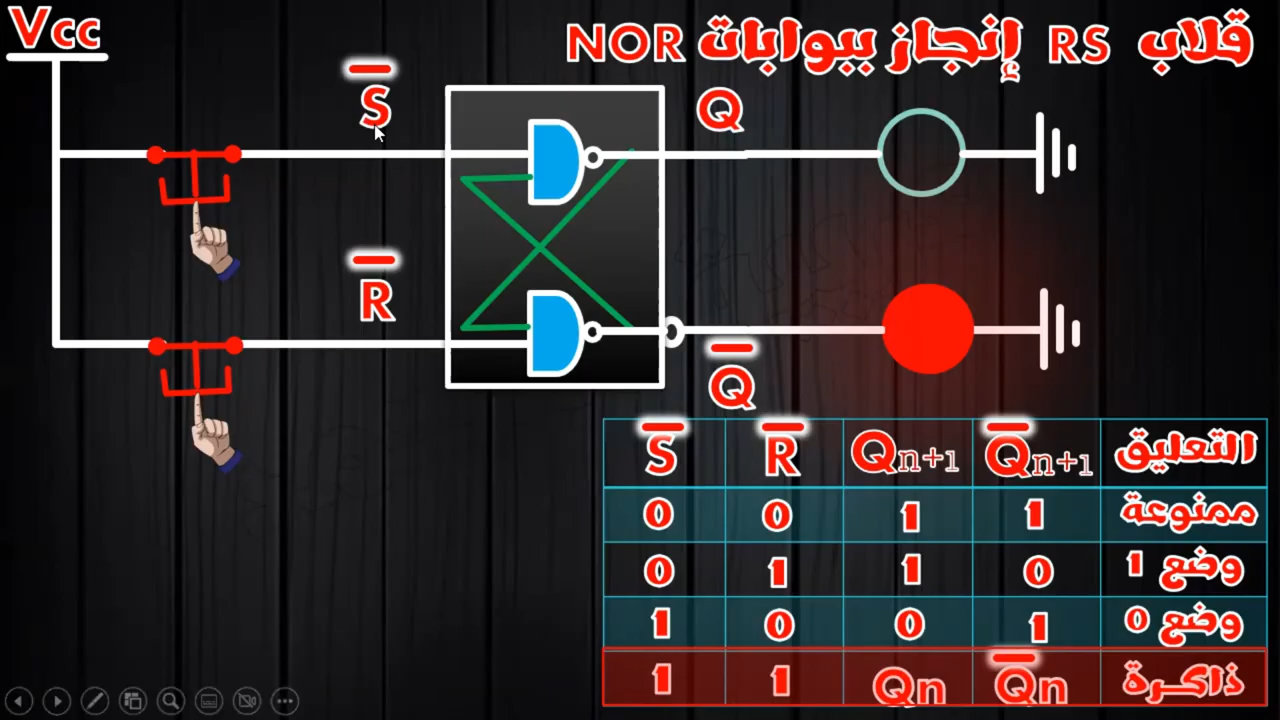 Vcc
قلاب RS إنجاز ببوابات NOR
S̅
Q
R̅
Q̅
S̅ R̅ Qn+1 Q̅n+1 التعليق
0 0 1 1 ممنوعة
0 1 1 0 وضع 1
1 0 0 1 وضع 0
1 1 Qn Q̅n ذاكرة